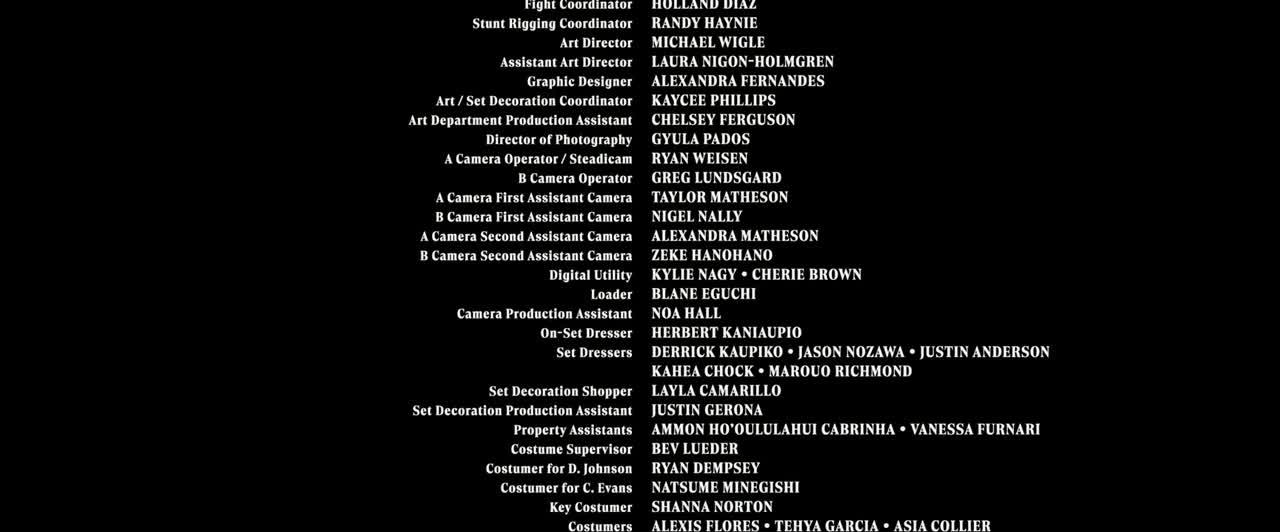 Fight Coordinator HOLLAND DIAZ
Stunt Rigging Coordinator RANDY HAYNIE
Art Director MICHAEL WIGLE
Assistant Art Director LAURA NIGON-HOLMGREN
Graphic Designer ALEXANDRA FERNANDES
Art / Set Decoration Coordinator KAYCEE PHILLIPS
Art Department Production Assistant CHELSEY FERGUSON
Director of Photography GYULA PADOS
A Camera Operator / Steadicam RYAN WEISEN
B Camera Operator GREG LUNDSGARD
A Camera First Assistant Camera TAYLOR MATHESON
B Camera First Assistant Camera NIGEL NALLY
A Camera Second Assistant Camera ALEXANDRA MATHESON
B Camera Second Assistant Camera ZEKE HANOHANO
Digital Utility KYLIE NAGY • CHERIE BROWN
Loader BLANE EGUCHI
Camera Production Assistant NOA HALL
On-Set Dresser HERBERT KANIAUPIO
Set Dressers DERRICK KAUPIKO • JASON NOZAWA • JUSTIN ANDERSON
KAHEA CHOCK • MAROUO RICHMOND
Set Decoration Shopper LAYLA CAMARILLO
Set Decoration Production Assistant JUSTIN GERONA
Property Assistants AMMON HO'OULULAHUI CABRINHA • VANESSA FURNARI
Costume Supervisor BEV LUEDER
Costumer for D. Johnson RYAN DEMPSEY
Costumer for C. Evans NATSUME MINEGISHI
Key Costumer SHANNA NORTON
Costumers ALEXIS FLORES • TEHYA GARCIA • ASIA COLLIER